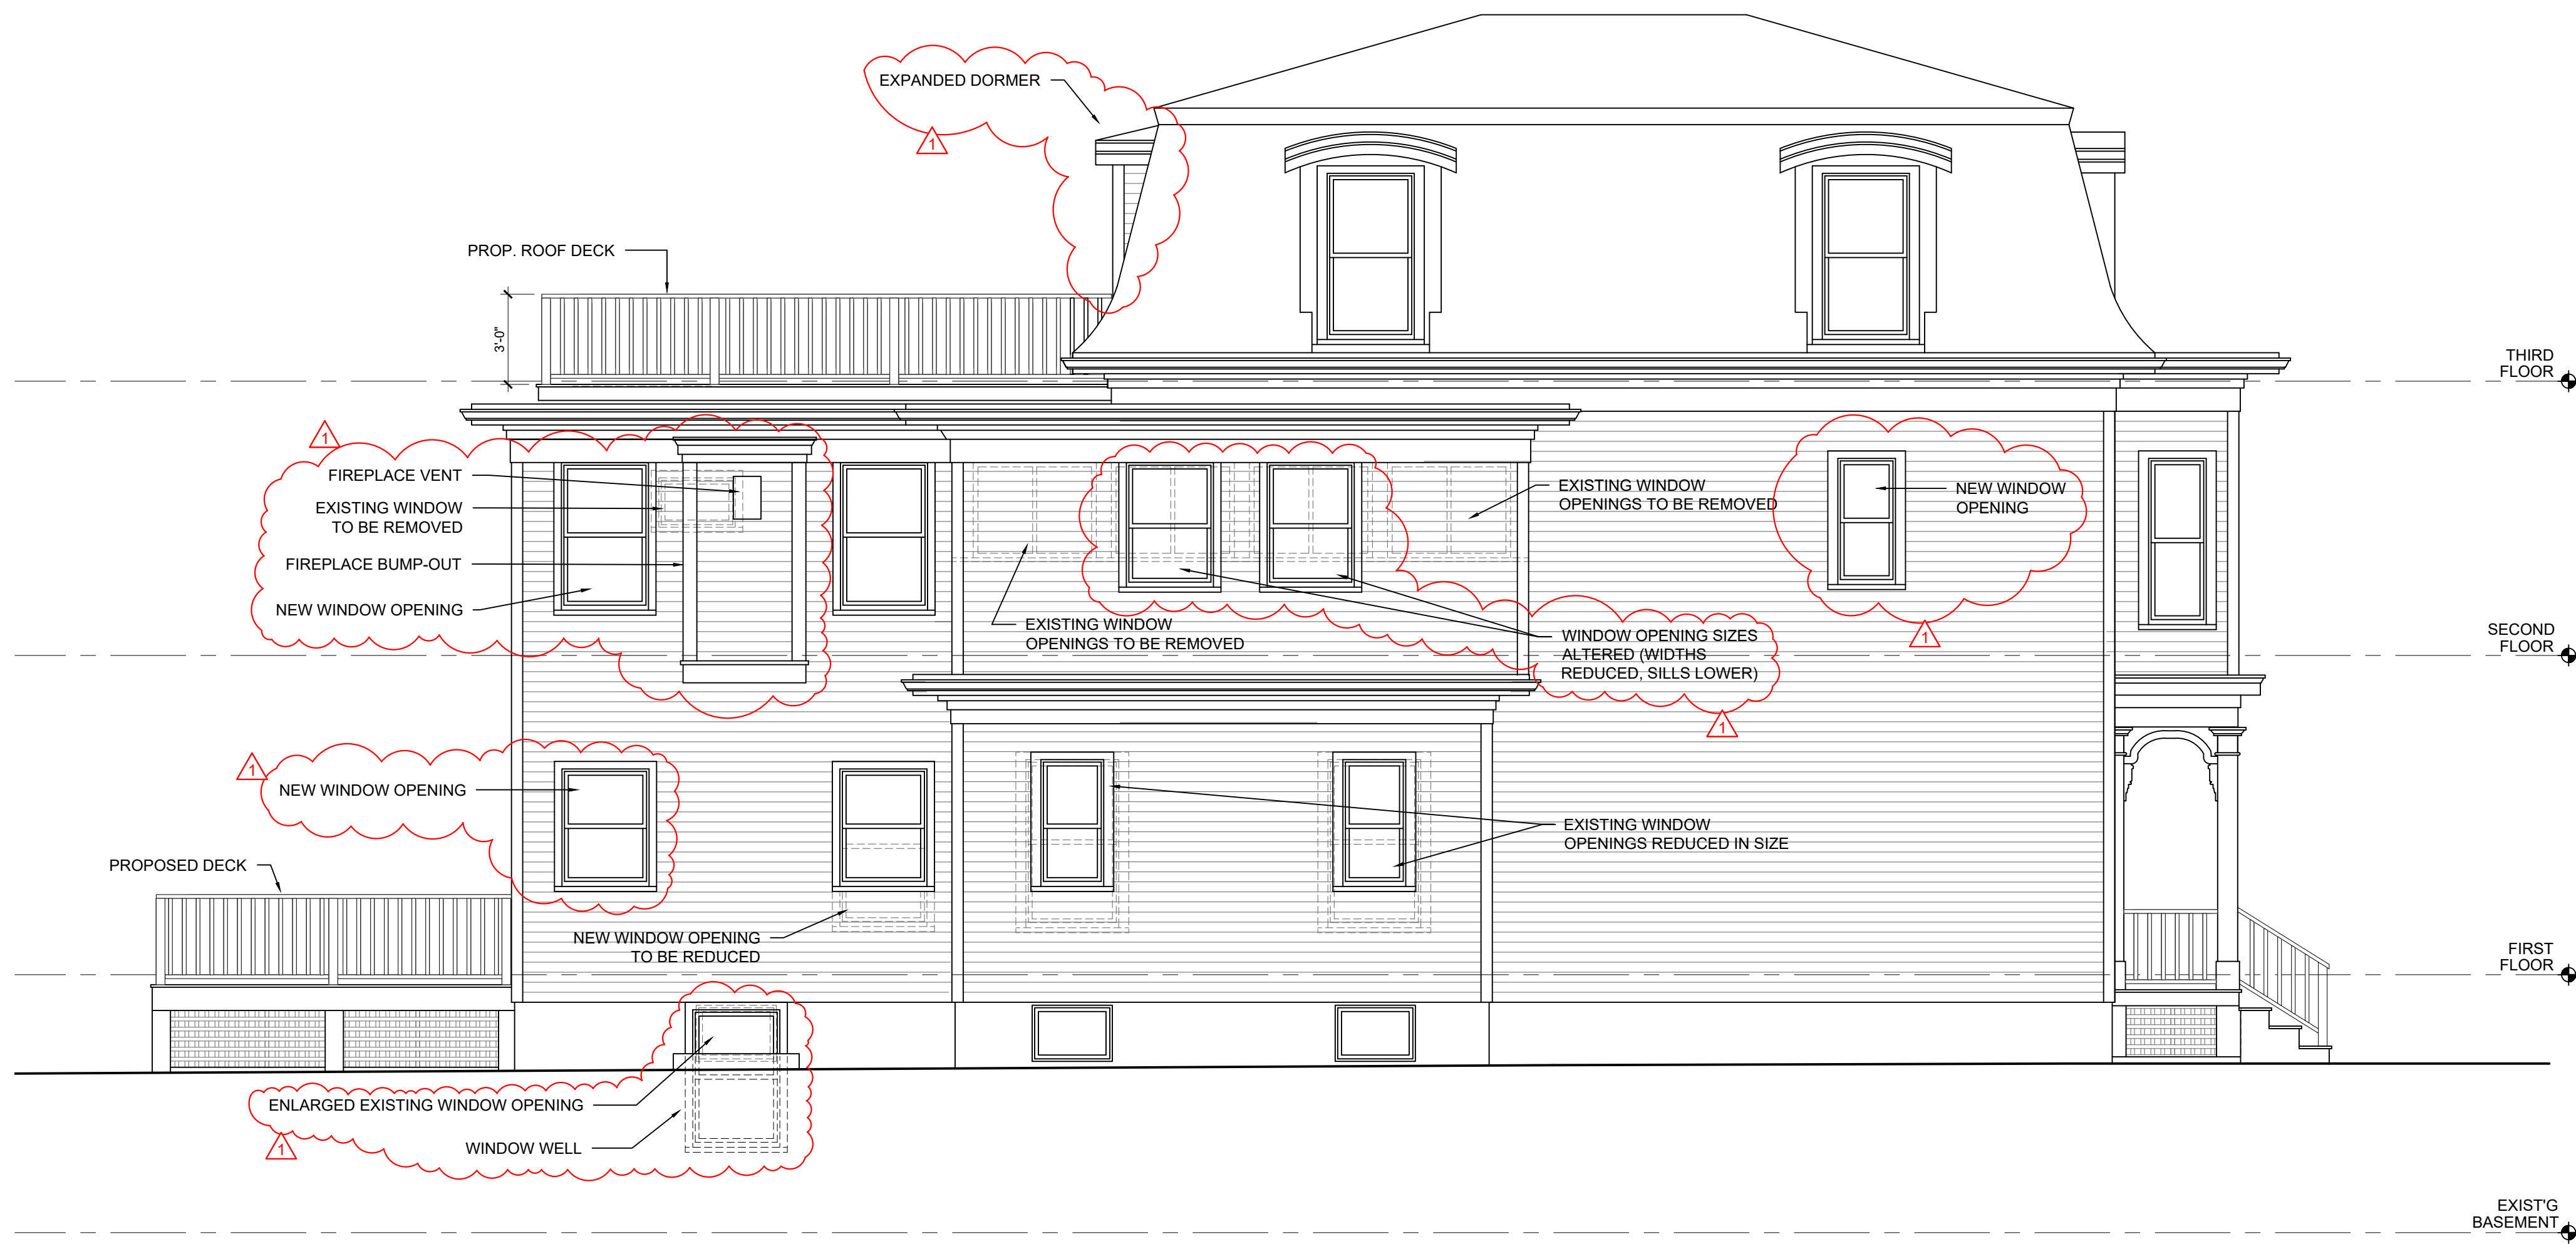 EXPANDED DORMER
1
PROP. ROOF DECK
3'-0"
THIRD
FLOOR
1
FIREPLACE VENT
EXISTING WINDOW
TO BE REMOVED
FIREPLACE BUMP-OUT
NEW WINDOW OPENING
EXISTING WINDOW
OPENINGS TO BE REMOVED
EXISTING WINDOW
OPENINGS TO BE REMOVED
NEW WINDOW
OPENING
1
WINDOW OPENING SIZES
ALTERED (WIDTHS
REDUCED, SILLS LOWER)
1
SECOND
FLOOR
1
NEW WINDOW OPENING
PROPOSED DECK
EXISTING WINDOW
OPENINGS REDUCED IN SIZE
NEW WINDOW OPENING
TO BE REDUCED
FIRST
FLOOR
ENLARGED EXISTING WINDOW OPENING
1
WINDOW WELL
EXIST'G
BASEMENT